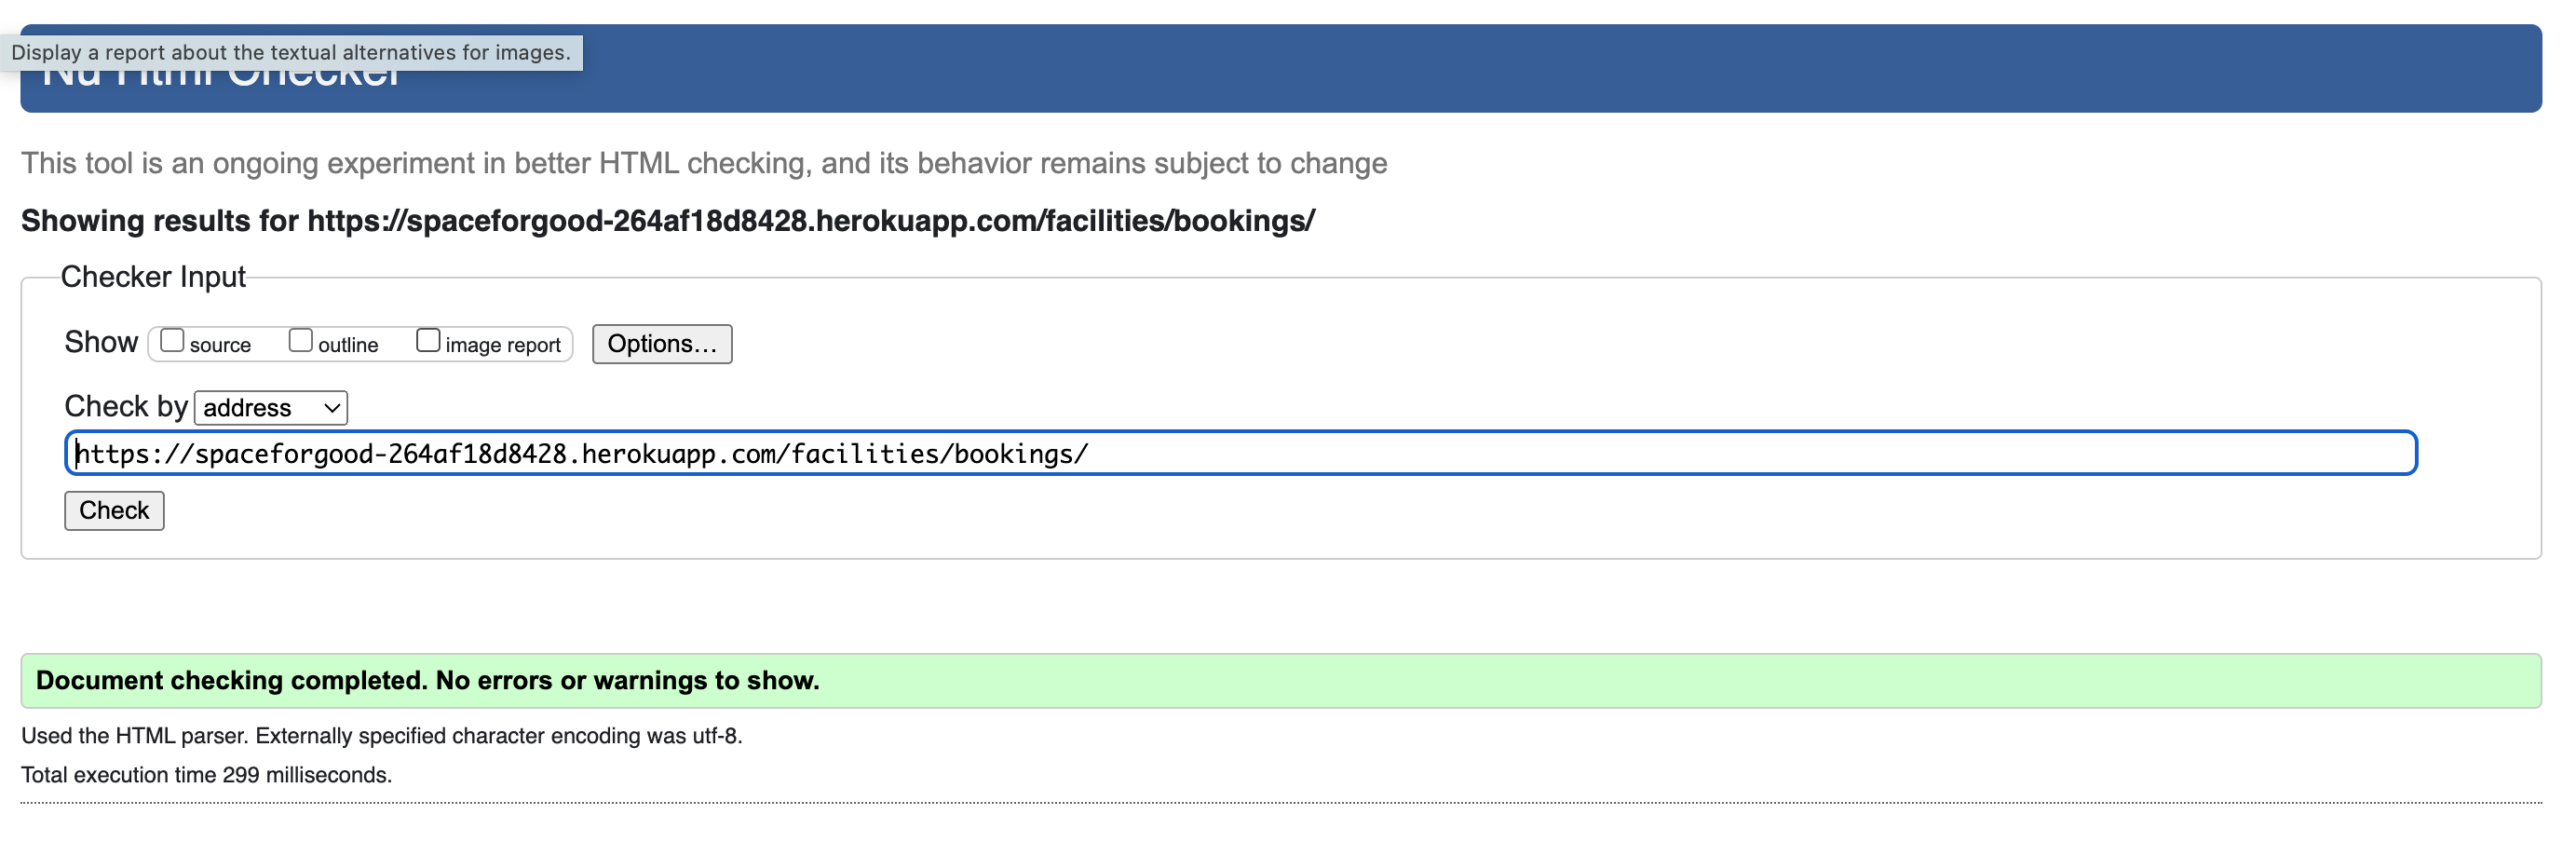 Display a report about the textual alternatives for images.
Nu Html Checker
This tool is an ongoing experiment in better HTML checking, and its behavior remains subject to change
Showing results for https://spaceforgood-264af18d8428.herokuapp.com/facilities/bookings/
Checker Input
Show source outline image report Options...
Check by address
https://spaceforgood-264af18d8428.herokuapp.com/facilities/bookings/
Check
Document checking completed. No errors or warnings to show.
Used the HTML parser. Externally specified character encoding was utf-8.
Total execution time 299 milliseconds.